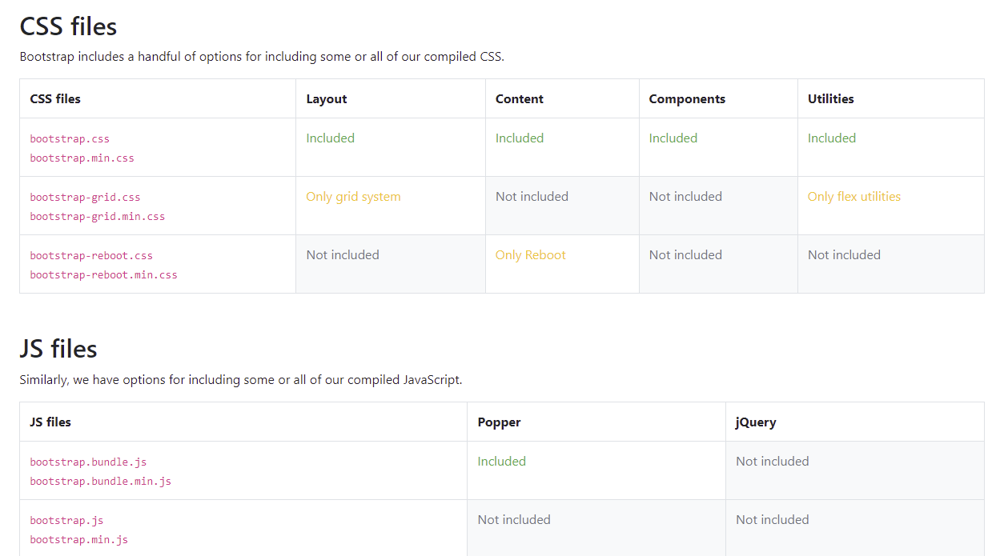 CSS files
Bootstrap includes a handful of options for including some or all of our compiled CSS.
CSS files Layout Content Components Utilities
bootstrap.css Included Included Included Included
bootstrap.min.css
bootstrap-grid.css Only grid system Not included Not included Only flex utilities
bootstrap-grid.min.css
bootstrap-reboot.css Not included Only Reboot Not included Not included
bootstrap-reboot.min.css
JS files
Similarly, we have options for including some or all of our compiled JavaScript.
JS files Popper jQuery
bootstrap.bundle.js Included Not included
bootstrap.bundle.min.js
bootstrap.js Not included Not included
bootstrap.min.js